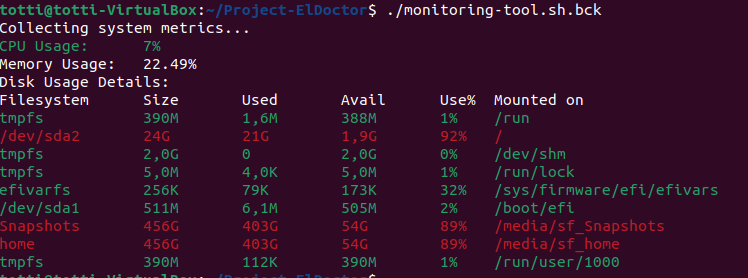 totti@totti-VirtualBox:~/Project-ElDoctor$ ./monitoring-tool.sh.bck
Collecting system metrics...
CPU Usage: 7%
Memory Usage: 22.49%
Disk Usage Details:
Filesystem Size Used Avail Use% Mounted on
tmpfs 390M 1,6M 388M 1% /run
/dev/sda2 24G 21G 1,9G 92% /
tmpfs 2,0G 0 2,0G 0% /dev/shm
tmpfs 5,0M 4,0K 5,0M 1% /run/lock
efivarfs 256K 79K 173K 32% /sys/firmware/efi/efivars
/dev/sda1 511M 6,1M 505M 2% /boot/efi
Snapshots 456G 403G 54G 89% /media/sf_Snapshots
home 456G 403G 54G 89% /media/sf_home
tmpfs 390M 112K 390M 1% /run/user/1000
totti@totti-VirtualBox:~/Project-ElDoctor$